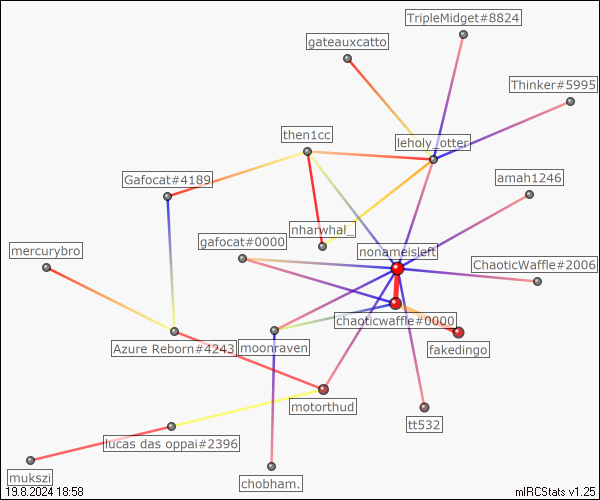 TripleMidget#8824
gateauxcatto
Thinker#5995
then1cc
leholy_otter
Gafocat#4189
amah1246
nharwhal_
gafocat#0000
nonameisleft
mercurybro
ChaoticWaffle#2006
chaoticwaffle#0000
Azure Reborn#4243
moonraven
fakedingo
motorthud
tt532
lucas das oppai#2396
mukszi
chobham.
19.8.2024 18:58
mIRCStats v1.25